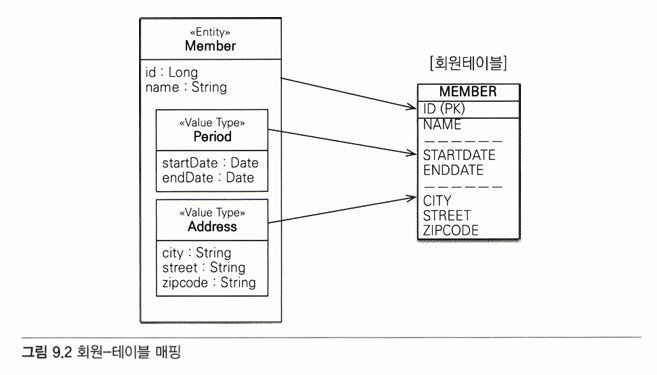 «Entity»
Member
id : Long
name : String
«Value Type»
Period
startDate : Date
endDate : Date
«Value Type»
Address
city : String
street : String
zipcode : String
[회원테이블]
MEMBER
ID (PK)
NAME
STARTDATE
ENDDATE
CITY
STREET
ZIPCODE
그림 9.2 회원-테이블 매핑